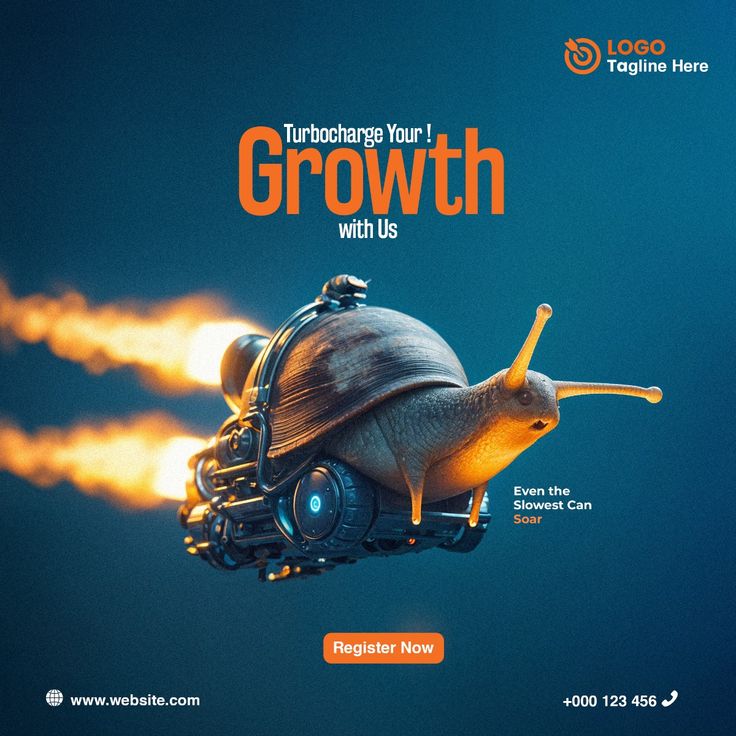 LOGO
Tagline Here
Turbocharge Your !
Growth
with Us
Even the
Slowest Can
Soar
Register Now
www.website.com
+000 123 456